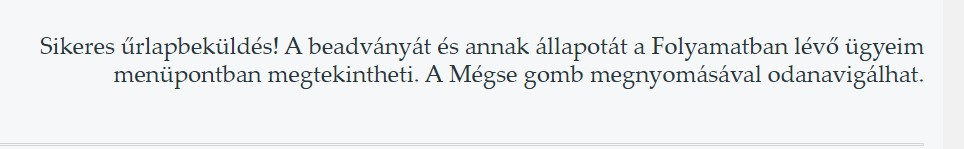 Sikeres űrlapbeküldés! A beadványát és annak állapotát a Folyamatban lévő ügyeim
menüpontban megtekintheti. A Mégse gomb megnyomásával odanavigálhat.